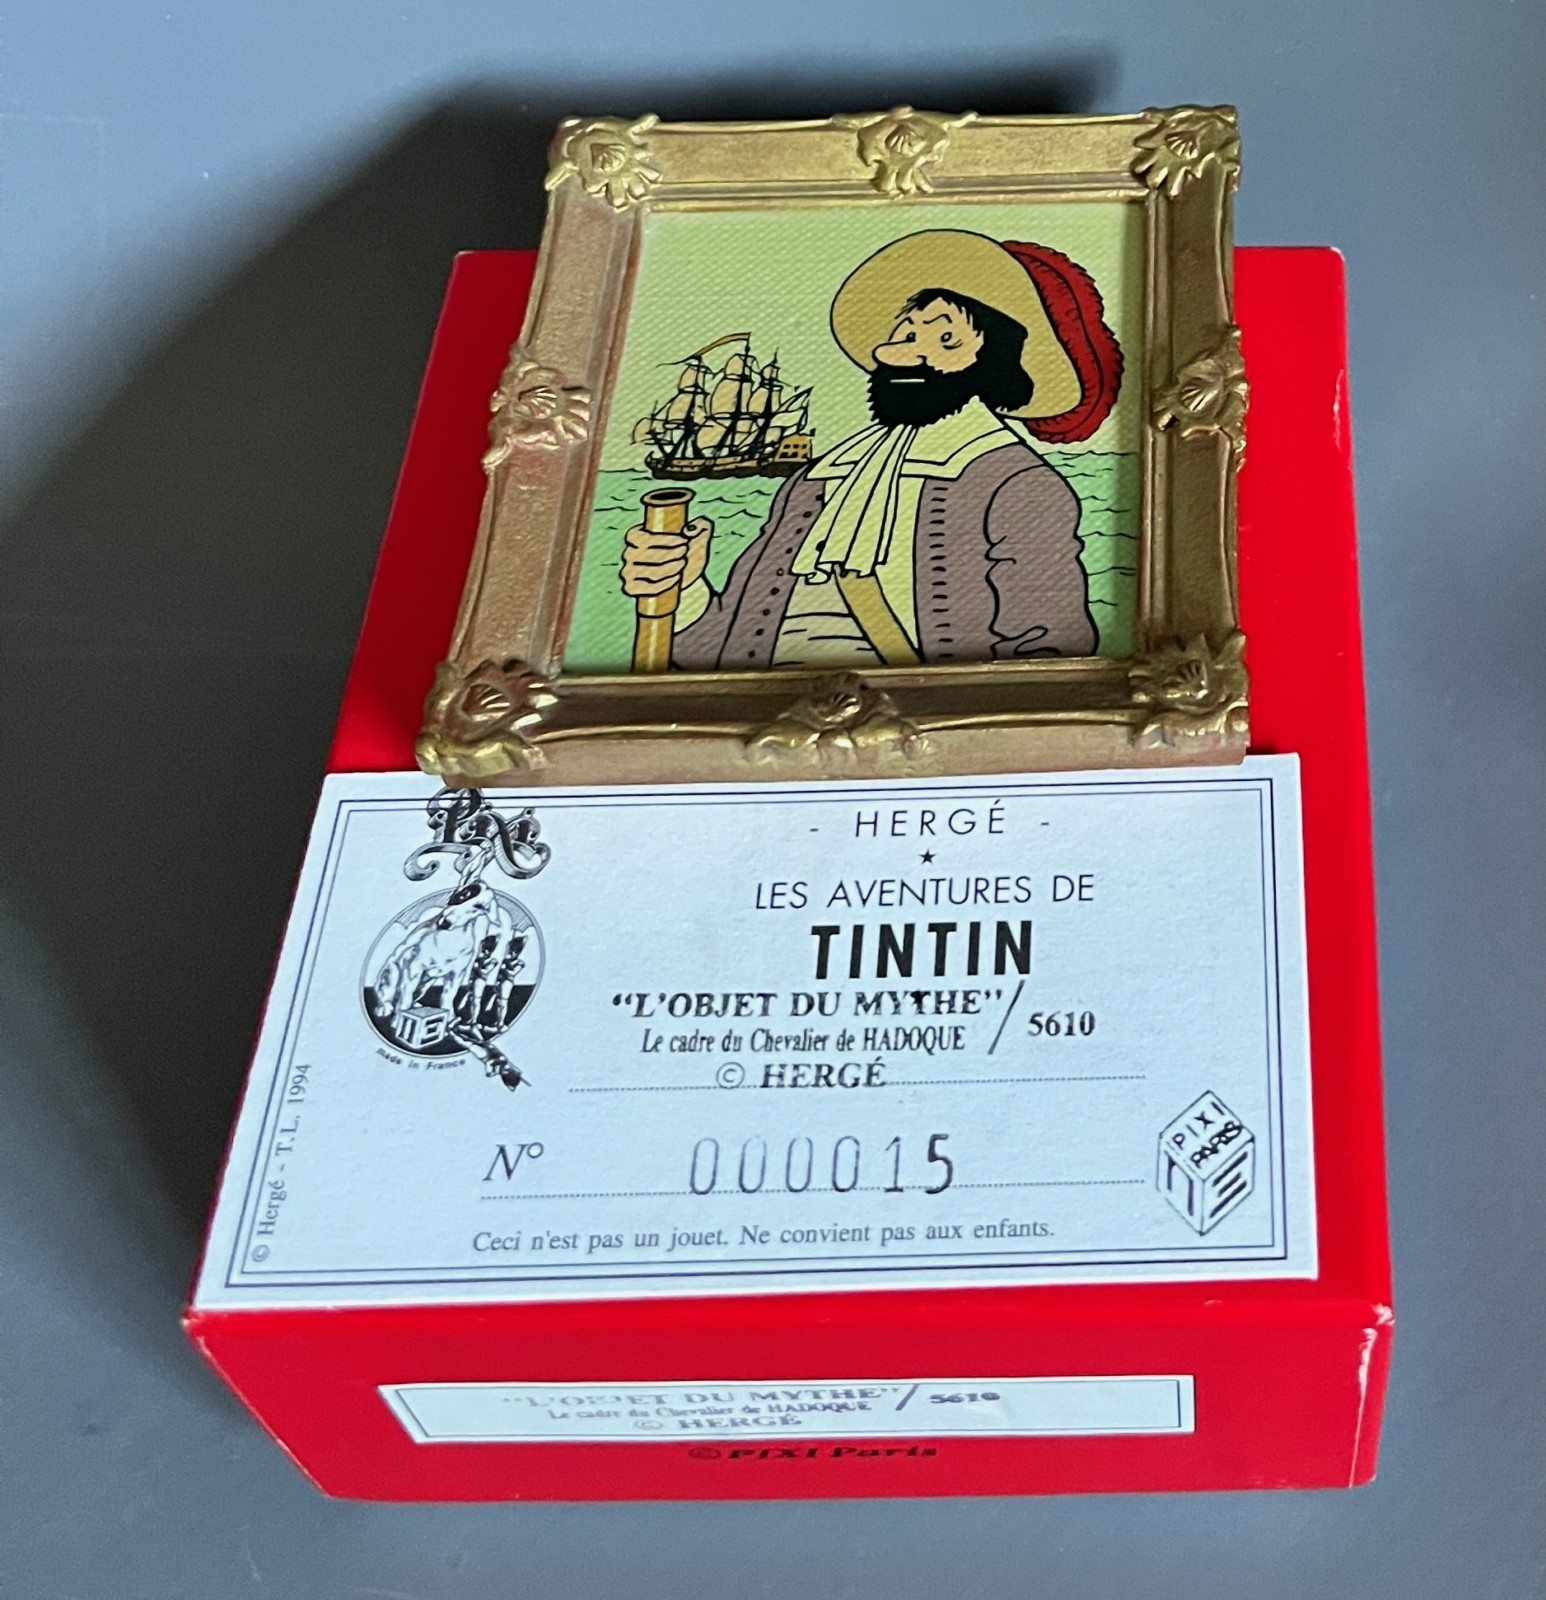 Pixi
made in France
- HERGÉ -
LES AVENTURES DE
TINTIN
“L'OBJET DU MYTHE” / 5610
Le cadre du Chevalier de HADOQUE
© HERGÉ
N° 000015
PIXI
PARIS
Ceci n'est pas un jouet. Ne convient pas aux enfants.
© Hergé - T.L. 1994
“L'OBJET DU MYTHE” / 5610
Le cadre du Chevalier de HADOQUE
© HERGÉ
© PIXI Paris